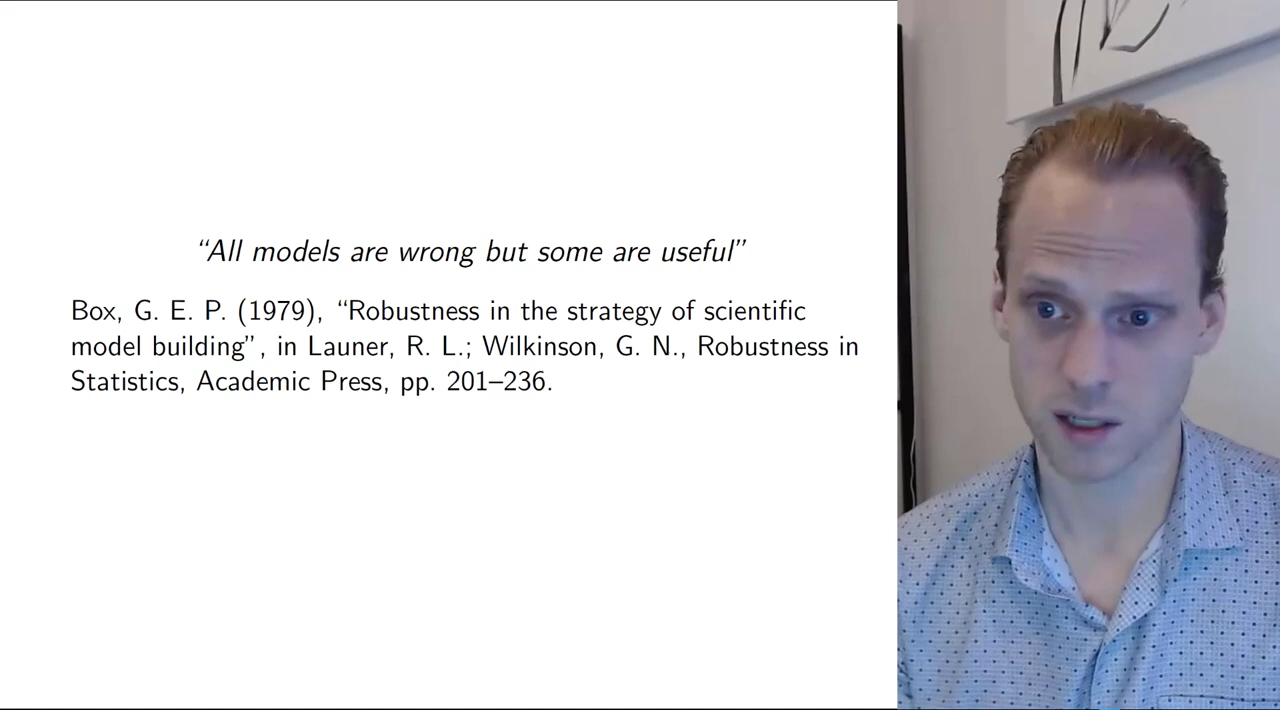 “All models are wrong but some are useful”
Box, G. E. P. (1979), “Robustness in the strategy of scientific
model building”, in Launer, R. L.; Wilkinson, G. N., Robustness in
Statistics, Academic Press, pp. 201–236.